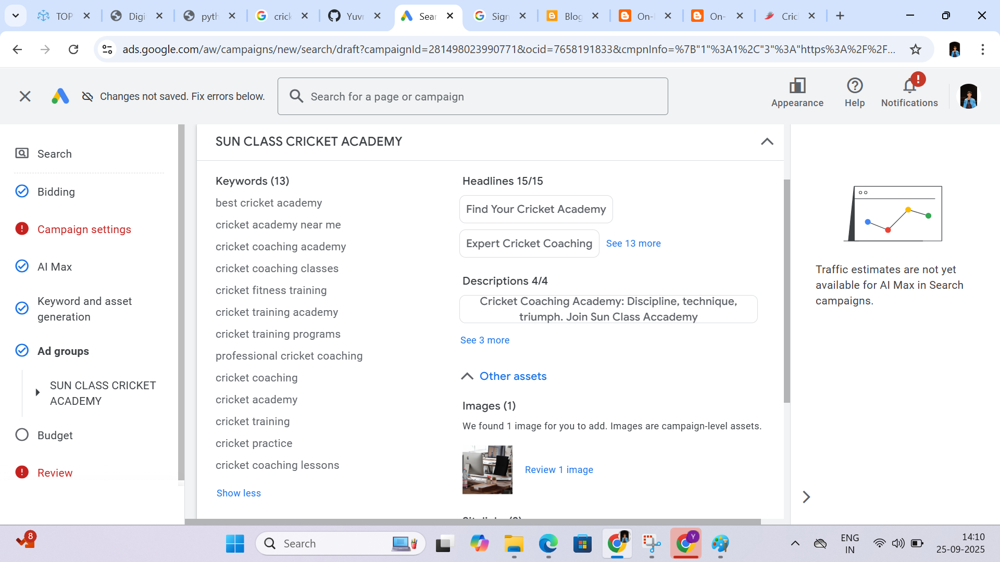 TOP
Digi
pyth
crick
Yuvr
Sear
Sign
Blog
On-
On-
Cric
ads.google.com/aw/campaigns/new/search/draft?campaignId=281498023990771&ocid=7658191833&cmpnInfo=%7B"1"%3A1%2C"3"%3A"https%3A%2F%2F...
Changes not saved. Fix errors below.
Search for a page or campaign
Appearance
Help
Notifications
Search
Bidding
Campaign settings
AI Max
Keyword and asset
generation
Ad groups
SUN CLASS CRICKET
ACADEMY
Budget
Review
SUN CLASS CRICKET ACADEMY
Keywords (13)
best cricket academy
cricket academy near me
cricket coaching academy
cricket coaching classes
cricket fitness training
cricket training academy
cricket training programs
professional cricket coaching
cricket coaching
cricket academy
cricket training
cricket practice
cricket coaching lessons
Show less
Headlines 15/15
Find Your Cricket Academy
Expert Cricket Coaching
See 13 more
Descriptions 4/4
Cricket Coaching Academy: Discipline, technique,
triumph. Join Sun Class Accademy
See 3 more
Other assets
Images (1)
We found 1 image for you to add. Images are campaign-level assets.
Review 1 image
Traffic estimates are not yet
available for AI Max in Search
campaigns.
8
Search
Y
ENG
IN
14:10
25-09-2025